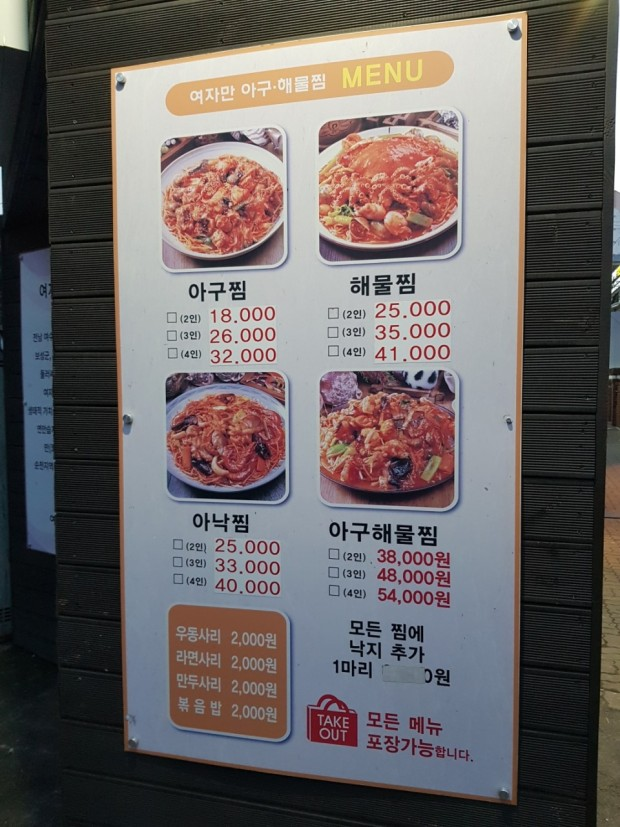 여자만 아구·해물찜 MENU
아구찜
□ (2인) 18.000
□ (3인) 26.000
□ (4인) 32.000
해물찜
□ (2인) 25.000
□ (3인) 35.000
□ (4인) 41.000
아낙찜
□ (2인) 25.000
□ (3인) 33.000
□ (4인) 40.000
아구해물찜
□ (2인) 38,000원
□ (3인) 48,000원
□ (4인) 54,000원
우동사리 2,000원
라면사리 2,000원
만두사리 2,000원
볶음밥 2,000원
모든 찜에
낙지 추가
1마리 0원
TAKE
OUT
모든 메뉴
포장가능합니다.